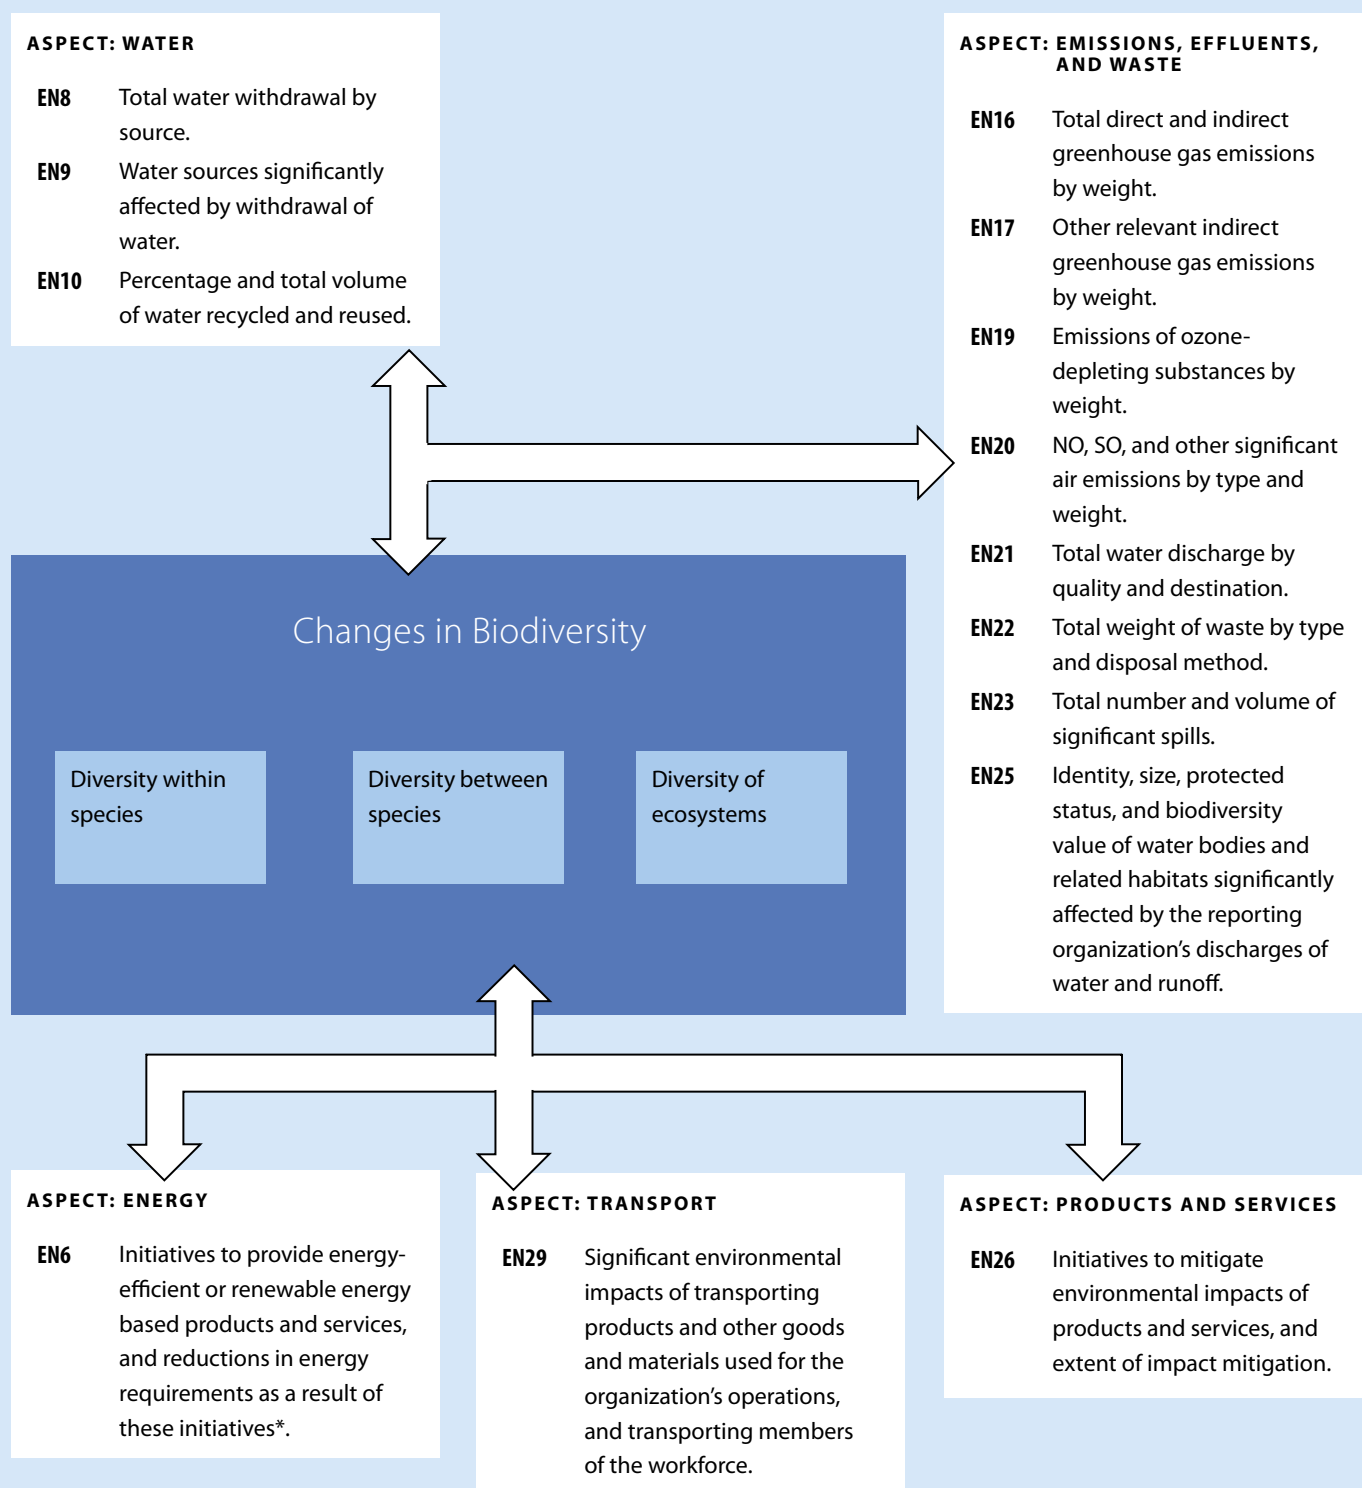 ASPECT: WATER
EN8 Total water withdrawal by
source.
EN9 Water sources significantly
affected by withdrawal of
water.
EN10 Percentage and total volume
of water recycled and reused.
ASPECT: EMISSIONS, EFFLUENTS,
AND WASTE
EN16 Total direct and indirect
greenhouse gas emissions
by weight.
EN17 Other relevant indirect
greenhouse gas emissions
by weight.
EN19 Emissions of ozone-
depleting substances by
weight.
EN20 NO, SO, and other significant
air emissions by type and
weight.
EN21 Total water discharge by
quality and destination.
EN22 Total weight of waste by type
and disposal method.
EN23 Total number and volume of
significant spills.
EN25 Identity, size, protected
status, and biodiversity
value of water bodies and
related habitats significantly
affected by the reporting
organization’s discharges of
water and runoff.
Changes in Biodiversity
Diversity within
species
Diversity between
species
Diversity of
ecosystems
ASPECT: ENERGY
EN6 Initiatives to provide energy-
efficient or renewable energy
based products and services,
and reductions in energy
requirements as a result of
these initiatives*.
ASPECT: TRANSPORT
EN29 Significant environmental
impacts of transporting
products and other goods
and materials used for the
organization’s operations,
and transporting members
of the workforce.
ASPECT: PRODUCTS AND SERVICES
EN26 Initiatives to mitigate
environmental impacts of
products and services, and
extent of impact mitigation.